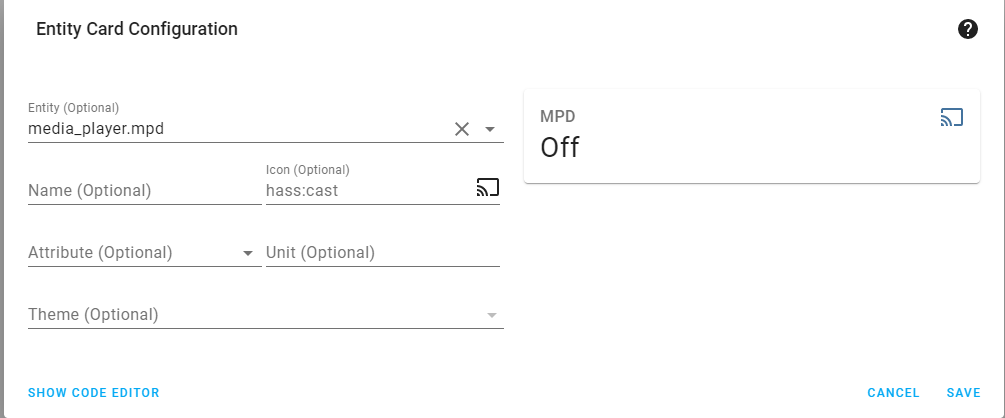 Entity Card Configuration
?
Entity (Optional)
media_player.mpd
Name (Optional)
Icon (Optional)
hass:cast
Attribute (Optional)
Unit (Optional)
Theme (Optional)
MPD
Off
SHOW CODE EDITOR
CANCEL
SAVE